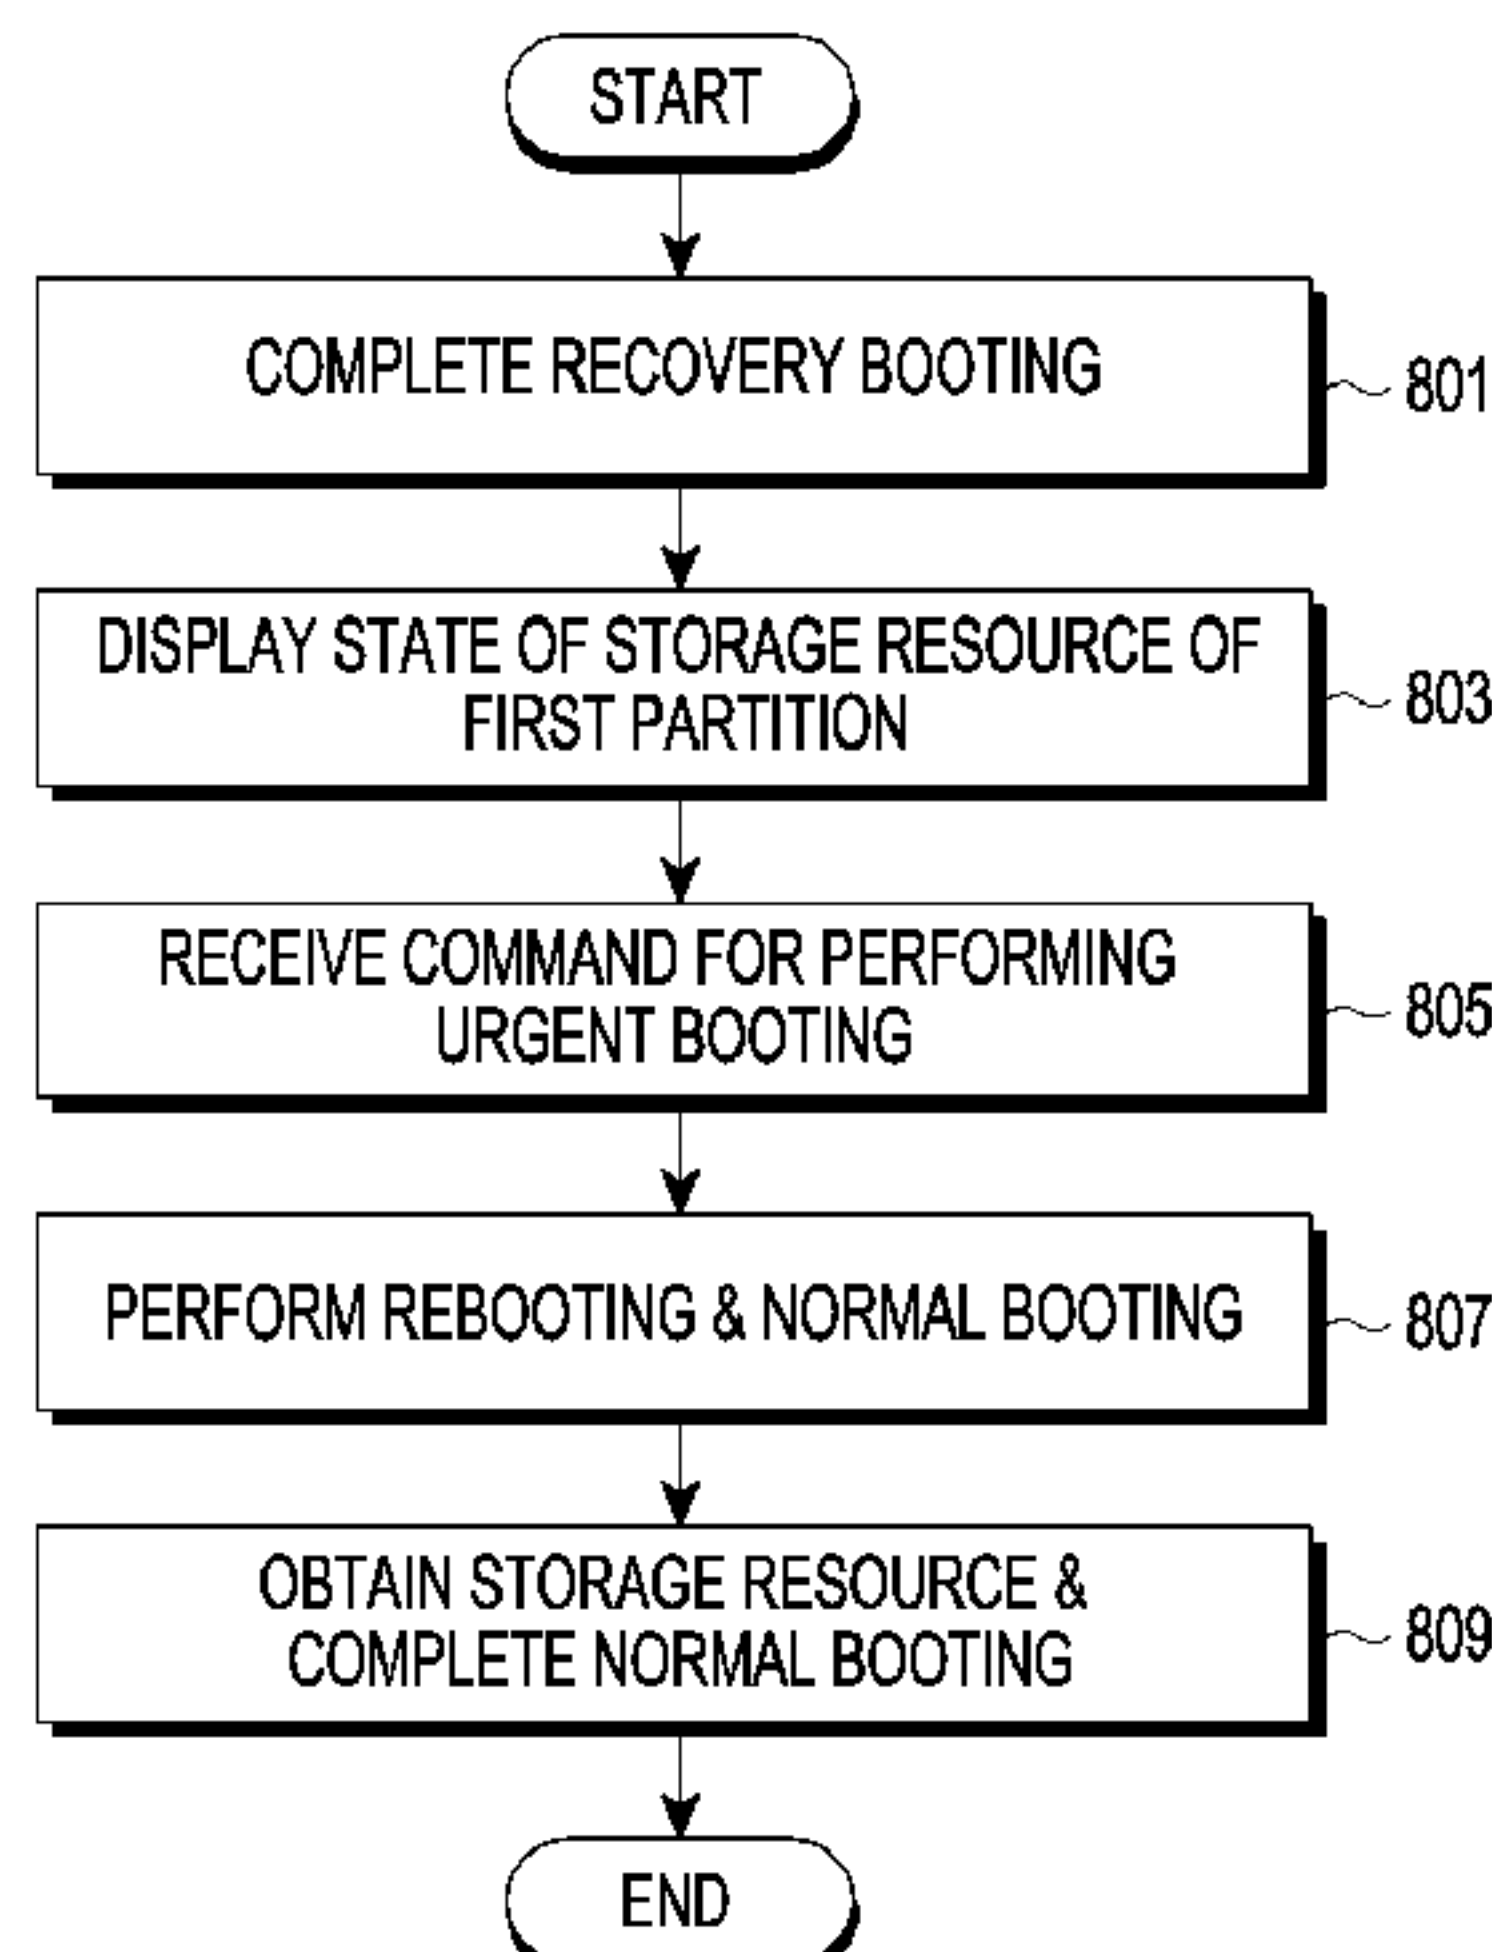 START
COMPLETE RECOVERY BOOTING
801
DISPLAY STATE OF STORAGE RESOURCE OF
FIRST PARTITION
803
RECEIVE COMMAND FOR PERFORMING
URGENT BOOTING
805
PERFORM REBOOTING & NORMAL BOOTING
807
OBTAIN STORAGE RESOURCE &
COMPLETE NORMAL BOOTING
809
END